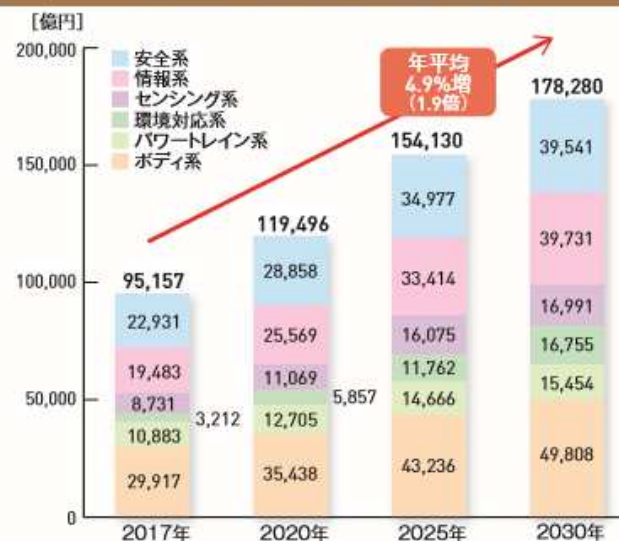 [億円]
200,000
150,000
100,000
50,000
0
安全系
情報系
センシング系
環境対応系
パワートレイン系
ボディ系
年平均
4.9%増
(1.9倍)
95,157
22,931
19,483
8,731
3,212
10,883
29,917
2017年
119,496
28,858
25,569
11,069
5,857
12,705
35,438
2020年
154,130
34,977
33,414
16,075
11,762
14,666
43,236
2025年
178,280
39,541
39,731
16,991
16,755
15,454
49,808
2030年